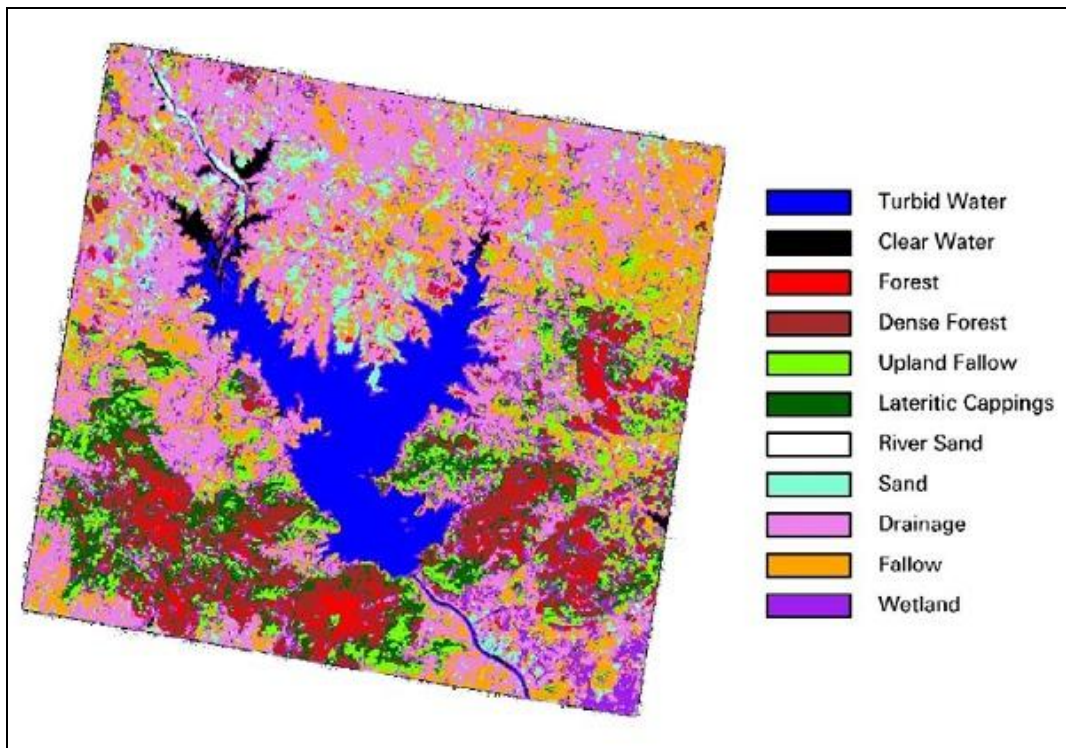 Turbid Water
Clear Water
Forest
Dense Forest
Upland Fallow
Lateritic Cappings
River Sand
Sand
Drainage
Fallow
Wetland